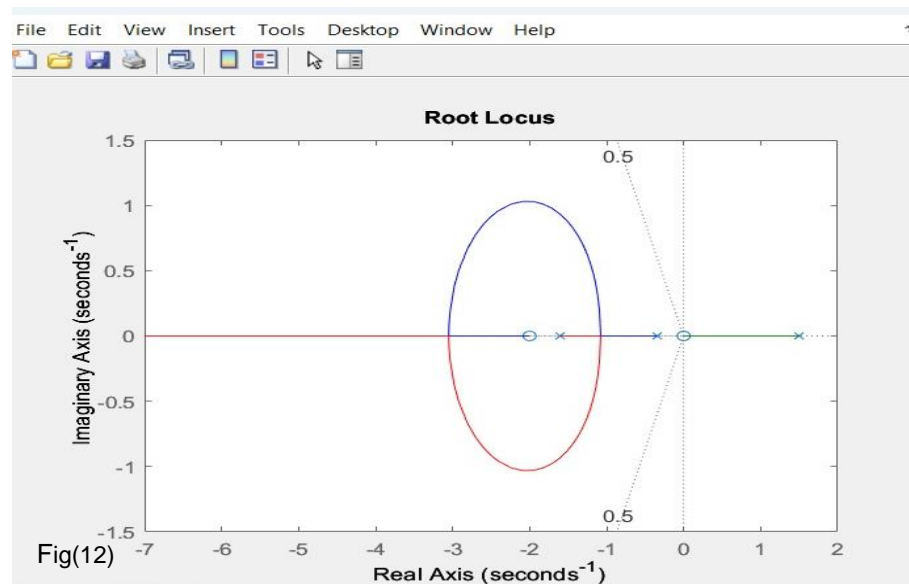 File Edit View Insert Tools Desktop Window Help
Root Locus
1.5
1
0.5
0
-0.5
-1
-1.5
0.5
0.5
Imaginary Axis (seconds⁻¹)
-7 -6 -5 -4 -3 -2 -1 0 1 2
Real Axis (seconds⁻¹)
Fig(12)